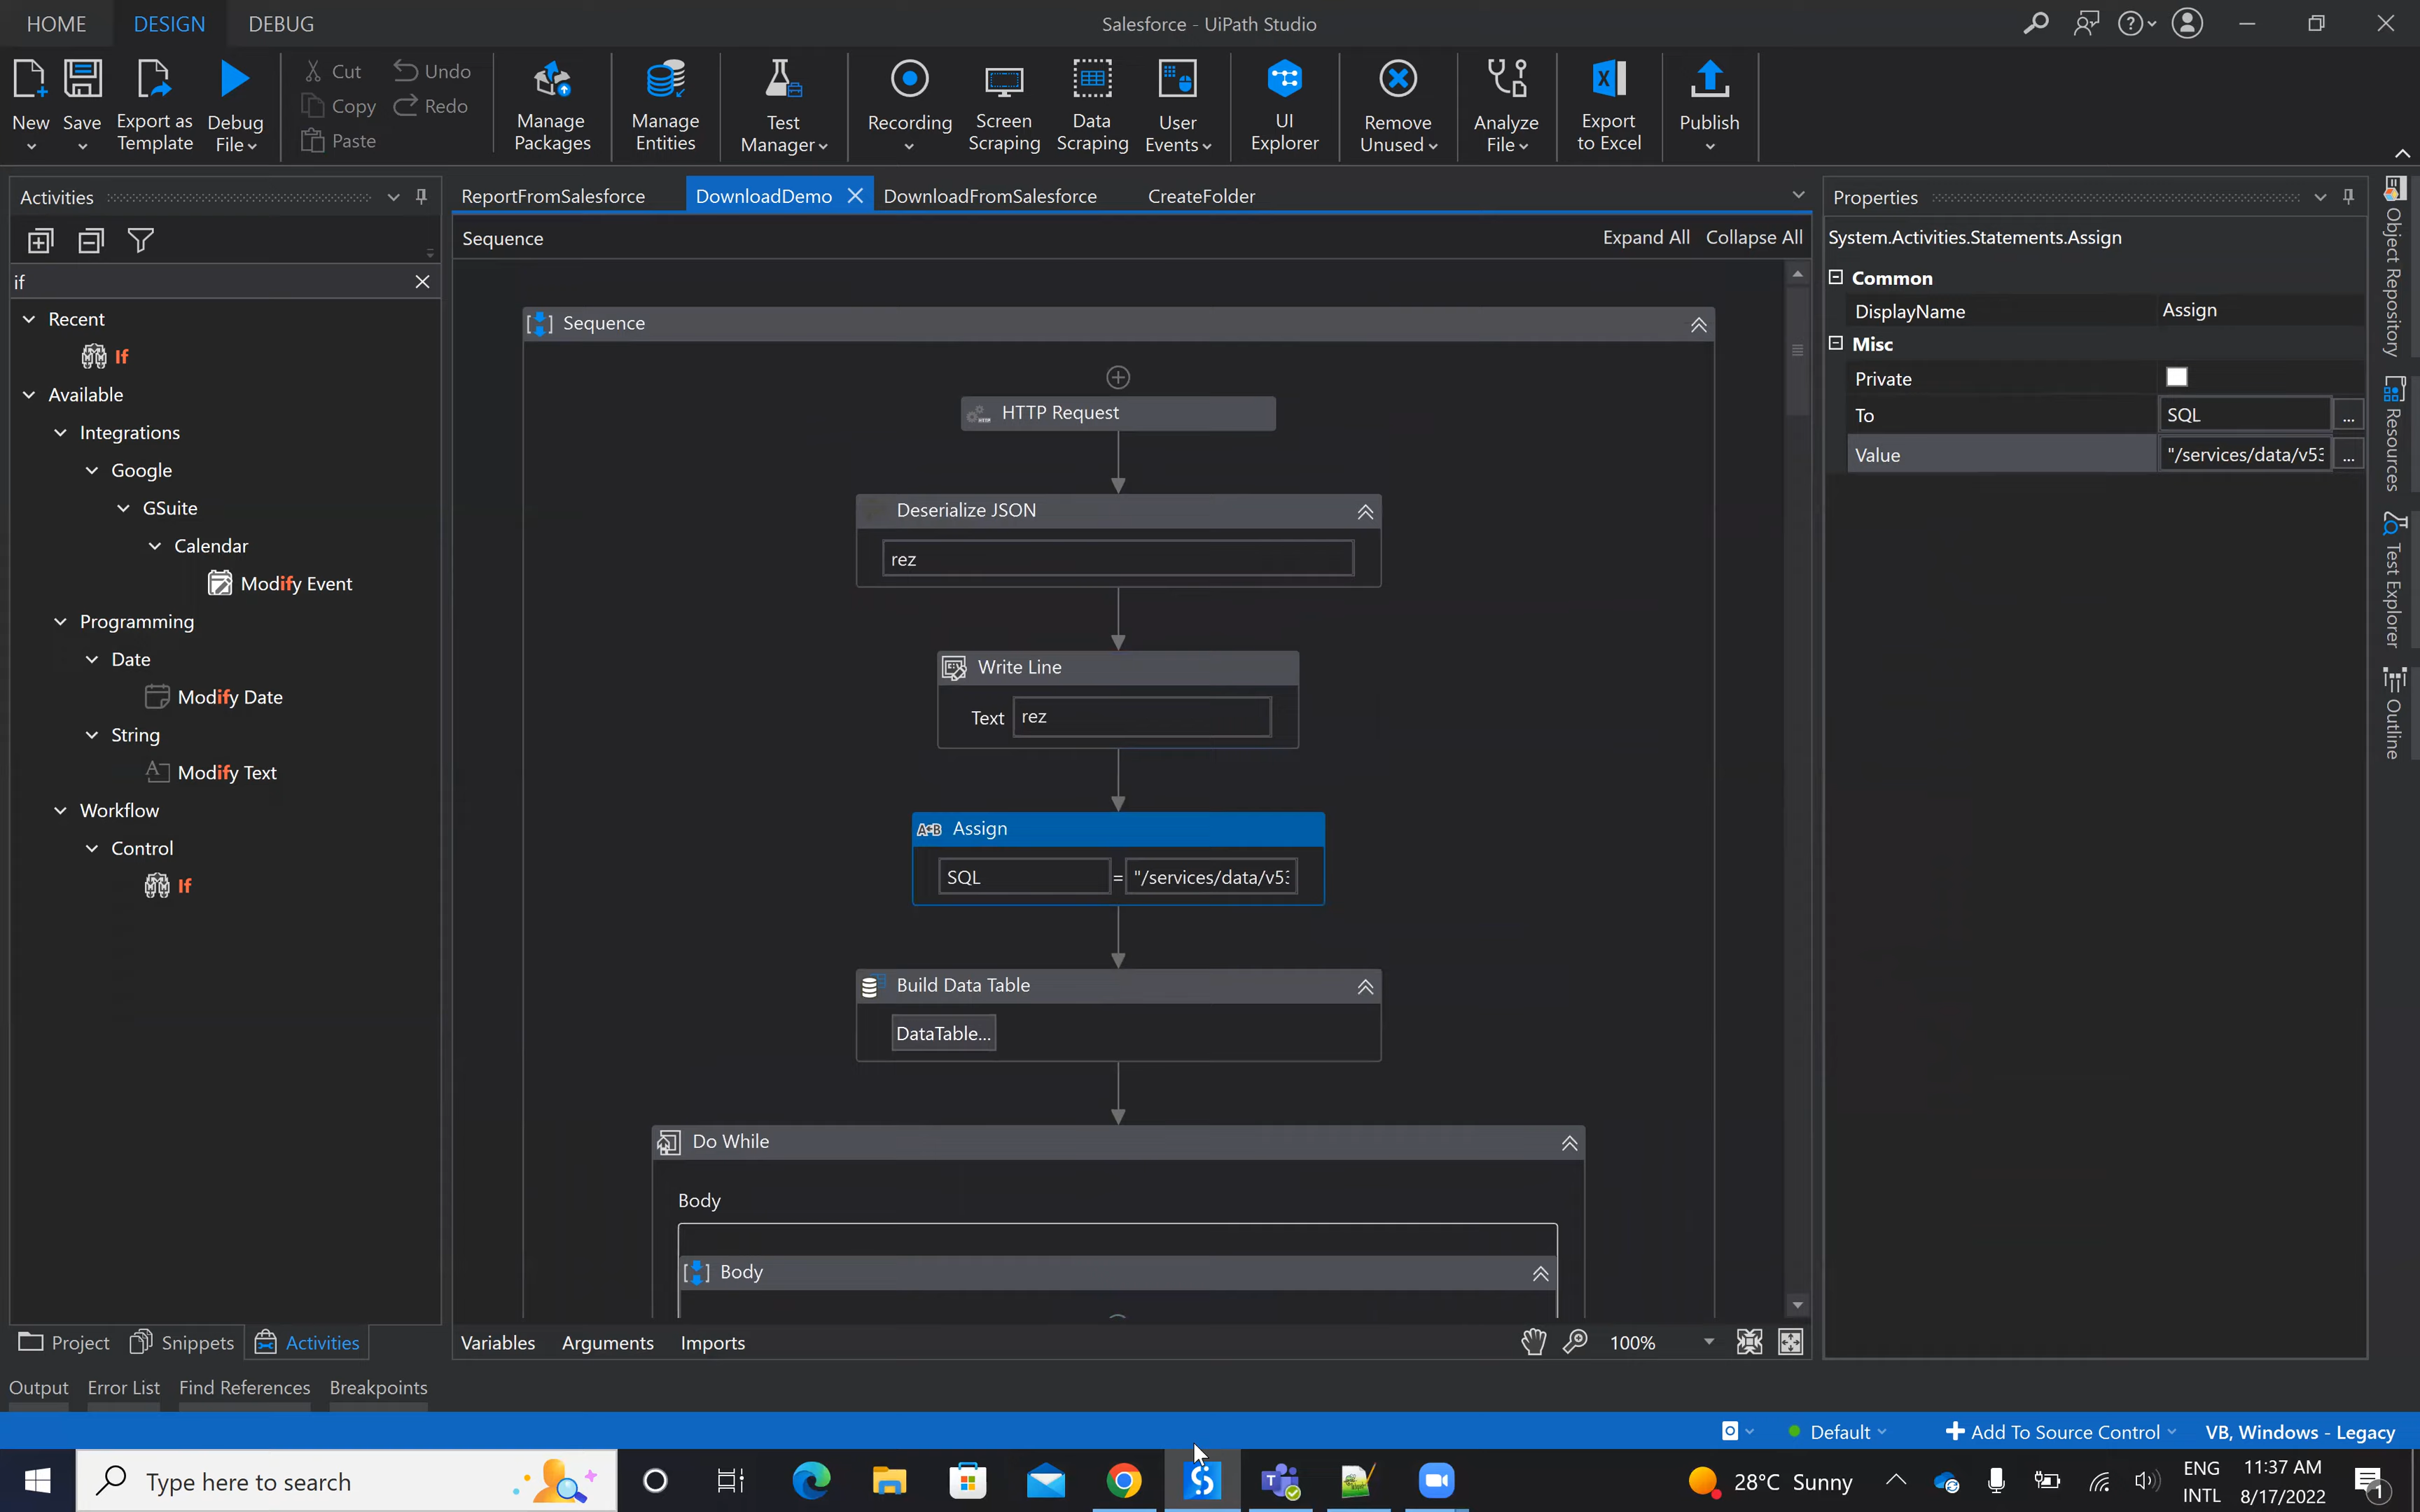 HOME DESIGN DEBUG Salesforce - UiPath Studio
New Save Export as Template Debug File Cut Copy Paste Undo Redo Manage Packages Manage Entities Test Manager Recording Screen Scraping Data Scraping User Events UI Explorer Remove Unused Analyze File Export to Excel Publish
Activities
if
Recent
If
Available
Integrations
Google
GSuite
Calendar
Modify Event
Programming
Date
Modify Date
String
Modify Text
Workflow
Control
If
Project Snippets Activities
ReportFromSalesforce DownloadDemo DownloadFromSalesforce CreateFolder
Sequence Expand All Collapse All
Sequence
HTTP Request
Deserialize JSON
rez
Write Line
Text rez
A*B Assign
SQL = "/services/data/v53
Build Data Table
DataTable...
Do While
Body
Body
Variables Arguments Imports 100%
Properties
System.Activities.Statements.Assign
Common
DisplayName Assign
Misc
Private
To SQL ...
Value "/services/data/v53 ...
Object Repository
Resources
Test Explorer
Outline
Output Error List Find References Breakpoints
Default Add To Source Control VB, Windows - Legacy
Type here to search 28°C Sunny ENG INTL 11:37 AM 8/17/2022 1